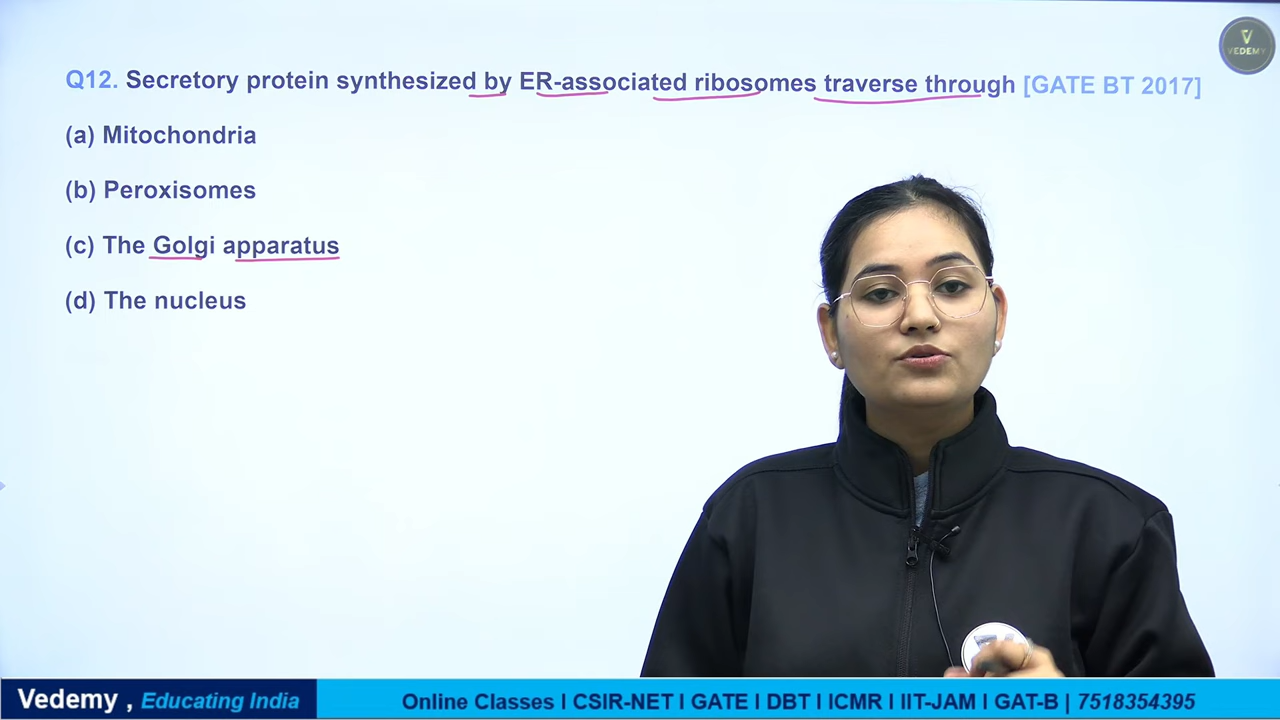 VEDEMY
Q12. Secretory protein synthesized by ER-associated ribosomes traverse through [GATE BT 2017]
(a) Mitochondria
(b) Peroxisomes
(c) The Golgi apparatus
(d) The nucleus
Vedemy , Educating India
Online Classes I CSIR-NET I GATE I DBT I ICMR I IIT-JAM I GAT-B | 7518354395